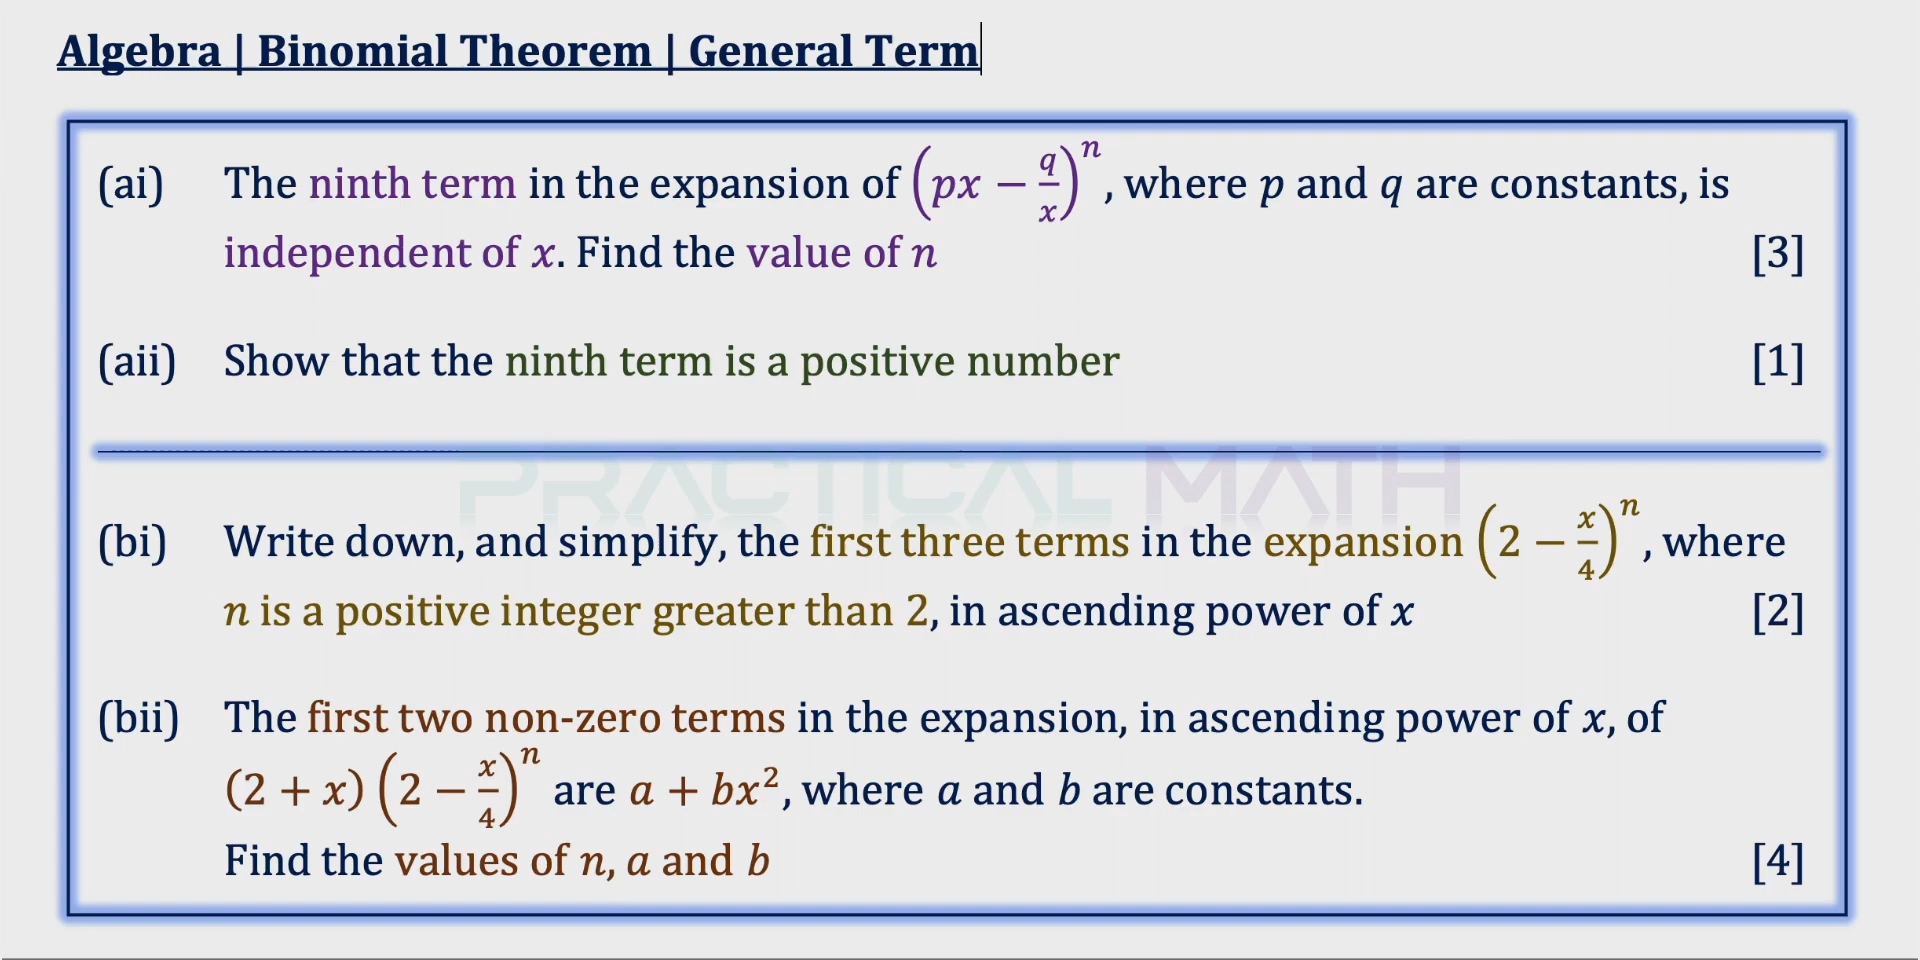 Algebra | Binomial Theorem | General Term
(ai) The ninth term in the expansion of (px − q/x)^n, where p and q are constants, is
independent of x. Find the value of n [3]
(aii) Show that the ninth term is a positive number [1]
PRACTICAL MATH
(bi) Write down, and simplify, the first three terms in the expansion (2 − x/4)^n, where
n is a positive integer greater than 2, in ascending power of x [2]
(bii) The first two non-zero terms in the expansion, in ascending power of x, of
(2 + x)(2 − x/4)^n are a + bx², where a and b are constants.
Find the values of n, a and b [4]